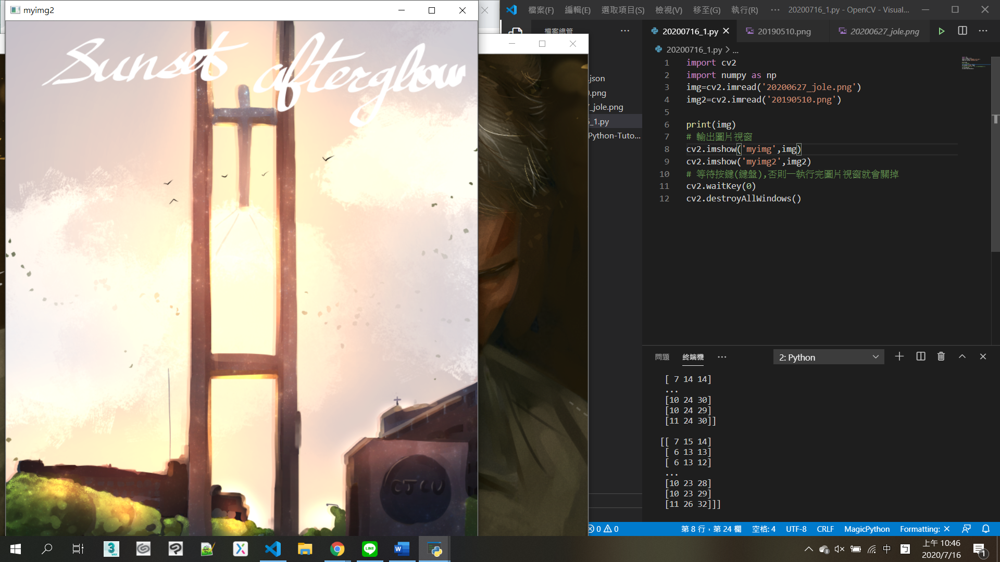 myimg2
Sunset afterglow
CJCU
檔案(F) 編輯(E) 選取項目(S) 檢視(V) 移至(G) 執行(R) ··· 20200716_1.py - OpenCV - Visual...
檔案總管 ···
.json
.png
_jole.png
_1.py
Python-Tuto...
20200716_1.py 20190510.png 20200627_jole.png ···
20200716_1.py > ...
1 import cv2
2 import numpy as np
3 img=cv2.imread('20200627_jole.png')
4 img2=cv2.imread('20190510.png')
5
6 print(img)
7 # 輸出圖片視窗
8 cv2.imshow('myimg',img)
9 cv2.imshow('myimg2',img2)
10 # 等待按鍵(鍵盤),否則一執行完圖片視窗就會關掉
11 cv2.waitKey(0)
12 cv2.destroyAllWindows()
問題 終端機 ··· 2: Python
[ 7 14 14]
...
[10 24 30]
[10 24 29]
[11 24 30]]
[[ 7 15 14]
[ 6 13 13]
[ 6 13 12]
...
[10 23 28]
[10 23 29]
[11 26 32]]]
0 0 第 8 行，第 24 欄 空格: 4 UTF-8 CRLF MagicPython Formatting: ×
3 MAX LINE W 中 ㄅ 上午 10:46
2020/7/16 1